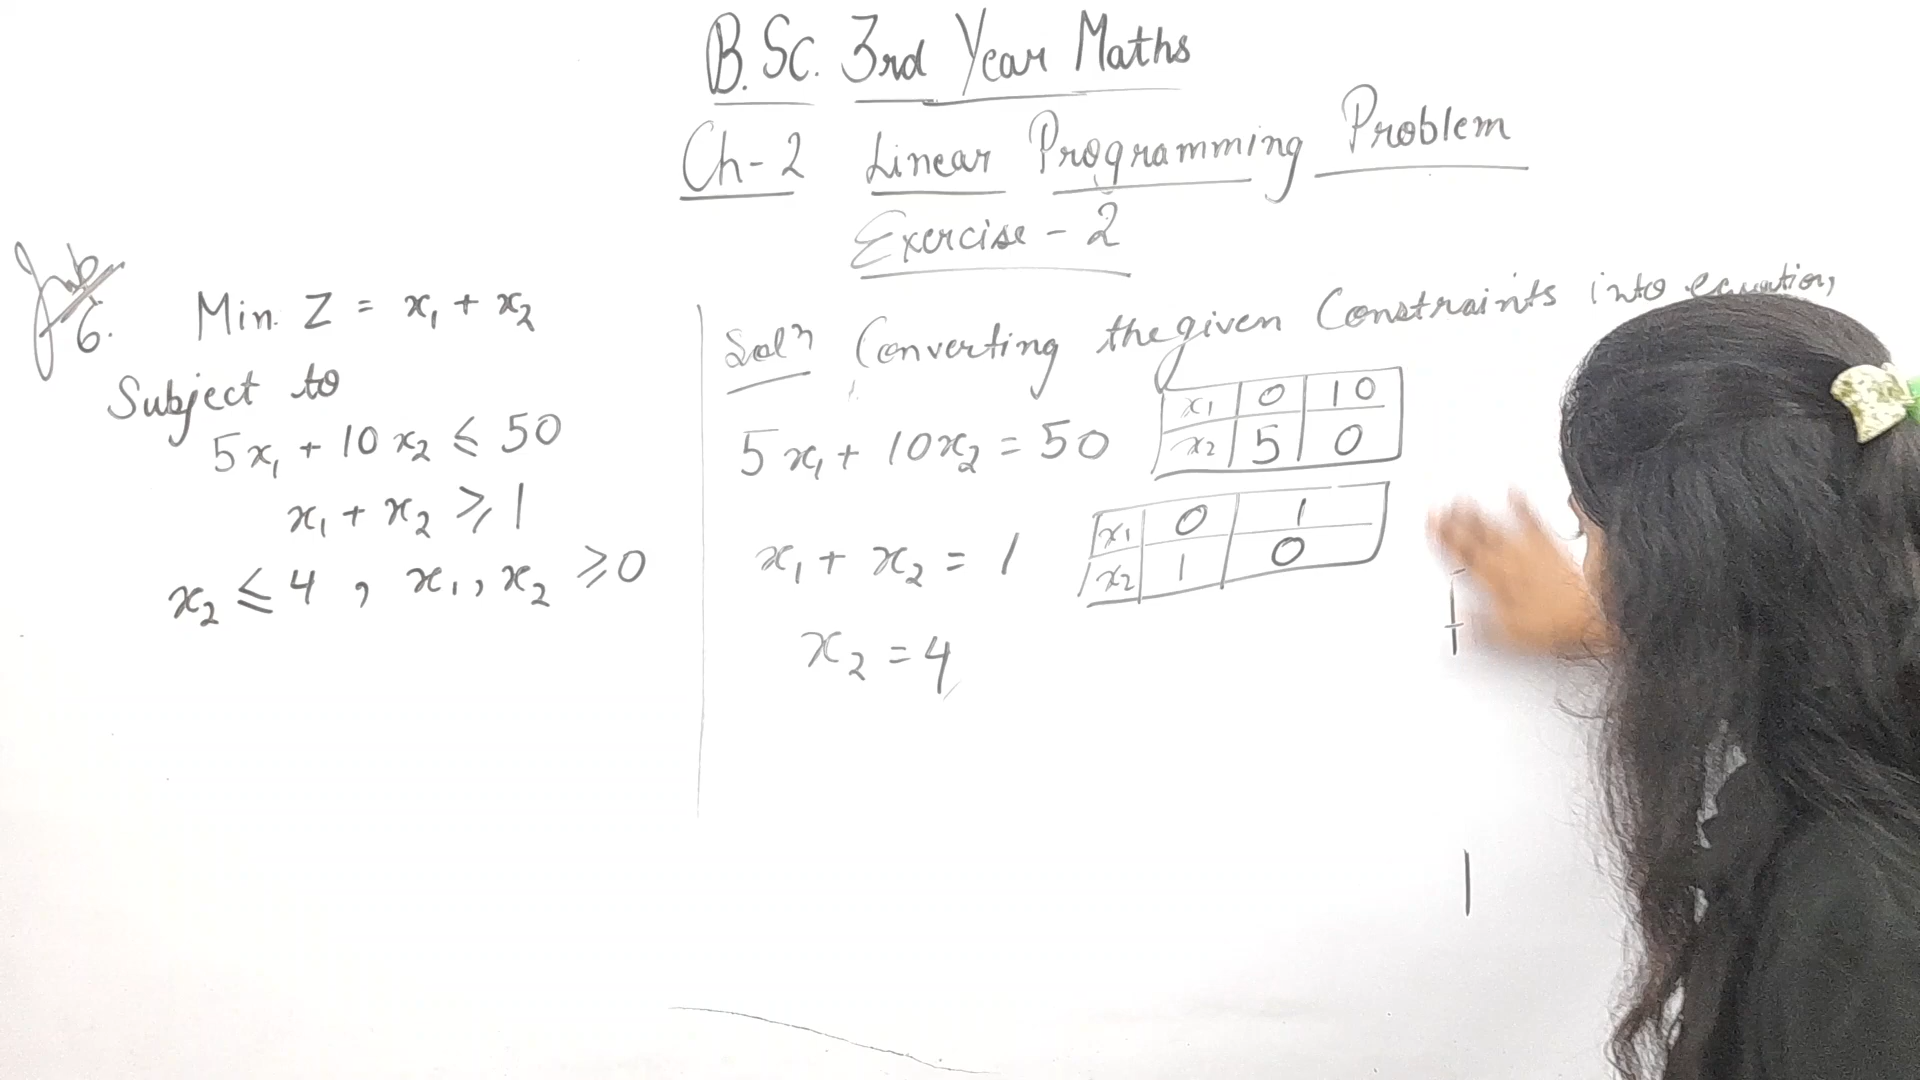 B.Sc. 3rd Year Maths
Ch-2 Linear Programming Problem
Exercise - 2
6. Min. Z = x₁ + x₂
Subject to
5x₁ + 10x₂ ≤ 50
x₁ + x₂ ≥ 1
x₂ ≤ 4 , x₁, x₂ ≥ 0
Solⁿ Converting the given Constraints into equation,
5x₁ + 10x₂ = 50
x₁ 0 10
x₂ 5 0
x₁ + x₂ = 1
x₁ 0 1
x₂ 1 0
x₂ = 4